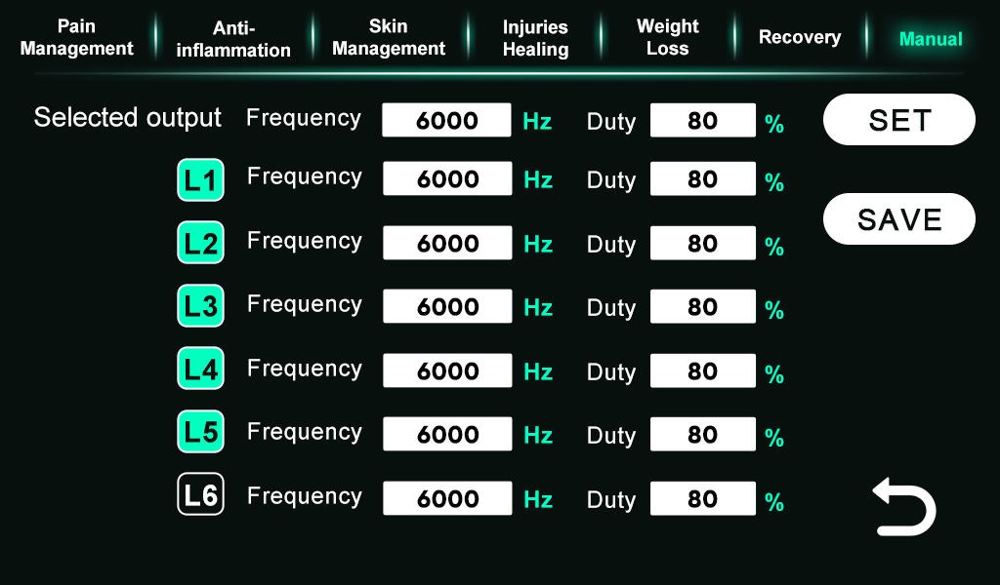 Pain Management
Anti-inflammation
Skin Management
Injuries Healing
Weight Loss
Recovery
Manual
Selected output Frequency 6000 Hz Duty 80 % SET
L1 Frequency 6000 Hz Duty 80 %
SAVE
L2 Frequency 6000 Hz Duty 80 %
L3 Frequency 6000 Hz Duty 80 %
L4 Frequency 6000 Hz Duty 80 %
L5 Frequency 6000 Hz Duty 80 %
L6 Frequency 6000 Hz Duty 80 %